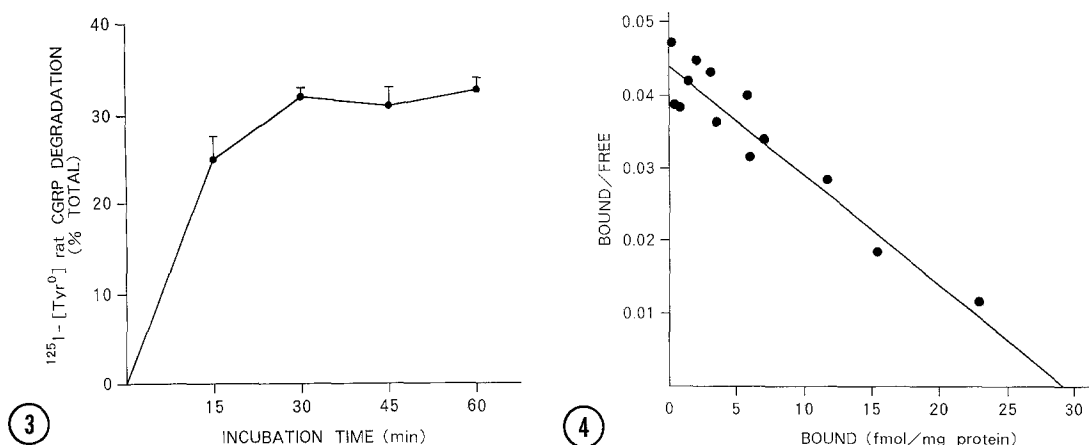 40
30
20
10
0
¹²⁵I-[Tyr⁰] rat CGRP DEGRADATION
(% TOTAL)
15 30 45 60
INCUBATION TIME (min)
3
0.05
0.04
0.03
0.02
0.01
BOUND/FREE
0 5 10 15 20 25 30
BOUND (fmol/mg protein)
4